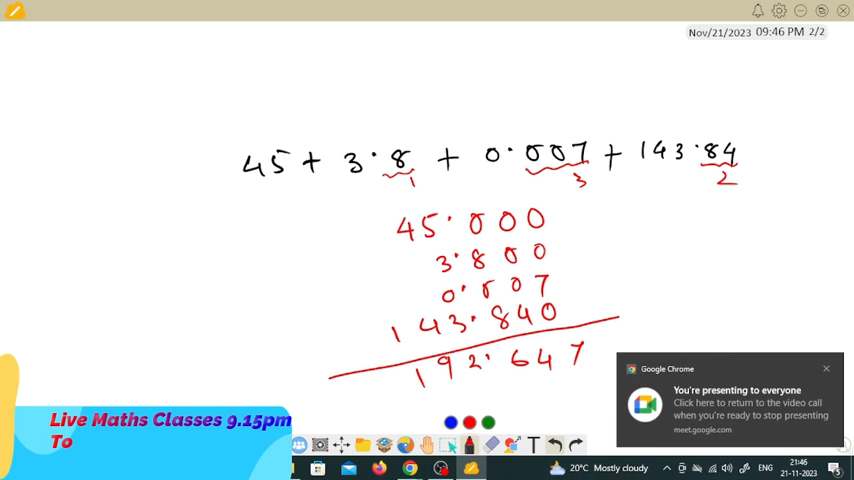 Nov/21/2023 09:46 PM 2/2
45 + 3.8 + 0.007 + 143.84
1 3 2
45.000
3.800
0.007
143.840
192.647
Google Chrome
You're presenting to everyone
Click here to return to the video call
when you're ready to stop presenting
meet.google.com
Live Maths Classes 9.15pm
To
T
20°C Mostly cloudy
ENG
21:46
21-11-2023
5